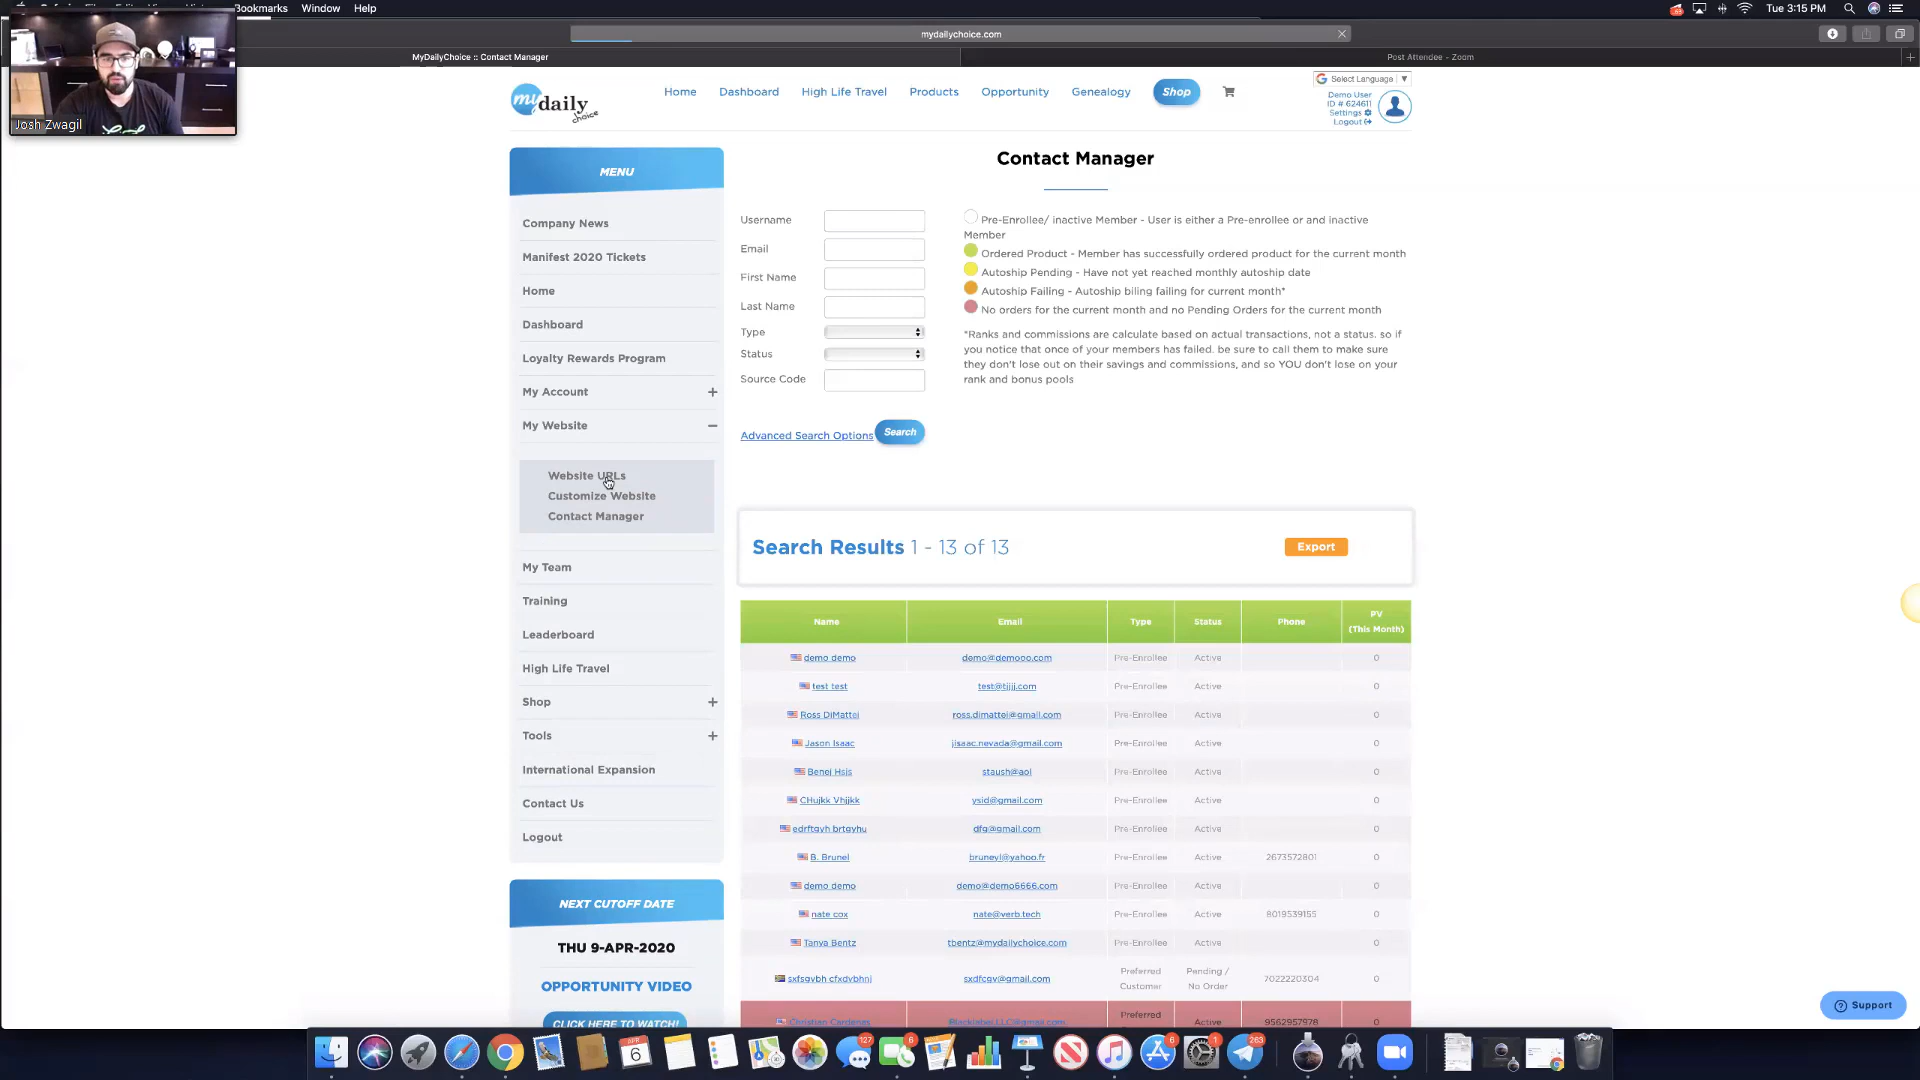 Bookmarks Window Help
Tue 3:15 PM
mydailychoice.com
MyDailyChoice :: Contact Manager
Post Attendee - Zoom
Josh Zwagil
my daily choice
Home Dashboard High Life Travel Products Opportunity Genealogy Shop
Select Language
Demo User
ID # 624611
Settings
Logout
MENU
Company News
Manifest 2020 Tickets
Home
Dashboard
Loyalty Rewards Program
My Account +
My Website −
Website URLs
Customize Website
Contact Manager
My Team
Training
Leaderboard
High Life Travel
Shop +
Tools +
International Expansion
Contact Us
Logout
NEXT CUTOFF DATE
THU 9-APR-2020
OPPORTUNITY VIDEO
CLICK HERE TO WATCH!
Contact Manager
Username
Email
First Name
Last Name
Type
Status
Source Code
Advanced Search Options Search
Pre-Enrollee/ inactive Member - User is either a Pre-enrollee or and inactive
Member
Ordered Product - Member has successfully ordered product for the current month
Autoship Pending - Have not yet reached monthly autoship date
Autoship Failing - Autoship biling failing for current month*
No orders for the current month and no Pending Orders for the current month
*Ranks and commissions are calculate based on actual transactions, not a status. so if
you notice that once of your members has failed. be sure to call them to make sure
they don't lose out on their savings and commissions, and so YOU don't lose on your
rank and bonus pools
Search Results 1 - 13 of 13
Export
Name Email Type Status Phone PV (This Month)
demo demo demo@demooo.com Pre-Enrollee Active 0
test test test@tjjjj.com Pre-Enrollee Active 0
Ross DiMattei ross.dimattei@gmail.com Pre-Enrollee Active 0
Jason Isaac jisaac.nevada@gmail.com Pre-Enrollee Active 0
Benej Hsjs staush@aol Pre-Enrollee Active 0
CHujkk Vhjjkk ysid@gmail.com Pre-Enrollee Active 0
edrftgvh brtgyhu dfg@gmail.com Pre-Enrollee Active 0
B. Brunel bruneyl@yahoo.fr Pre-Enrollee Active 2673572801 0
demo demo demo@demo6666.com Pre-Enrollee Active 0
nate cox nate@verb.tech Pre-Enrollee Active 8019539155 0
Tanya Bentz tbentz@mydailychoice.com Pre-Enrollee Active 0
sxfsgvbh cfxdvbhnj sxdfcgv@gmail.com Preferred Customer Pending / No Order 7022220304 0
Christian Cardenas Preferred Active 9562957978 0
Support
127
6
APR
6
6
1
263